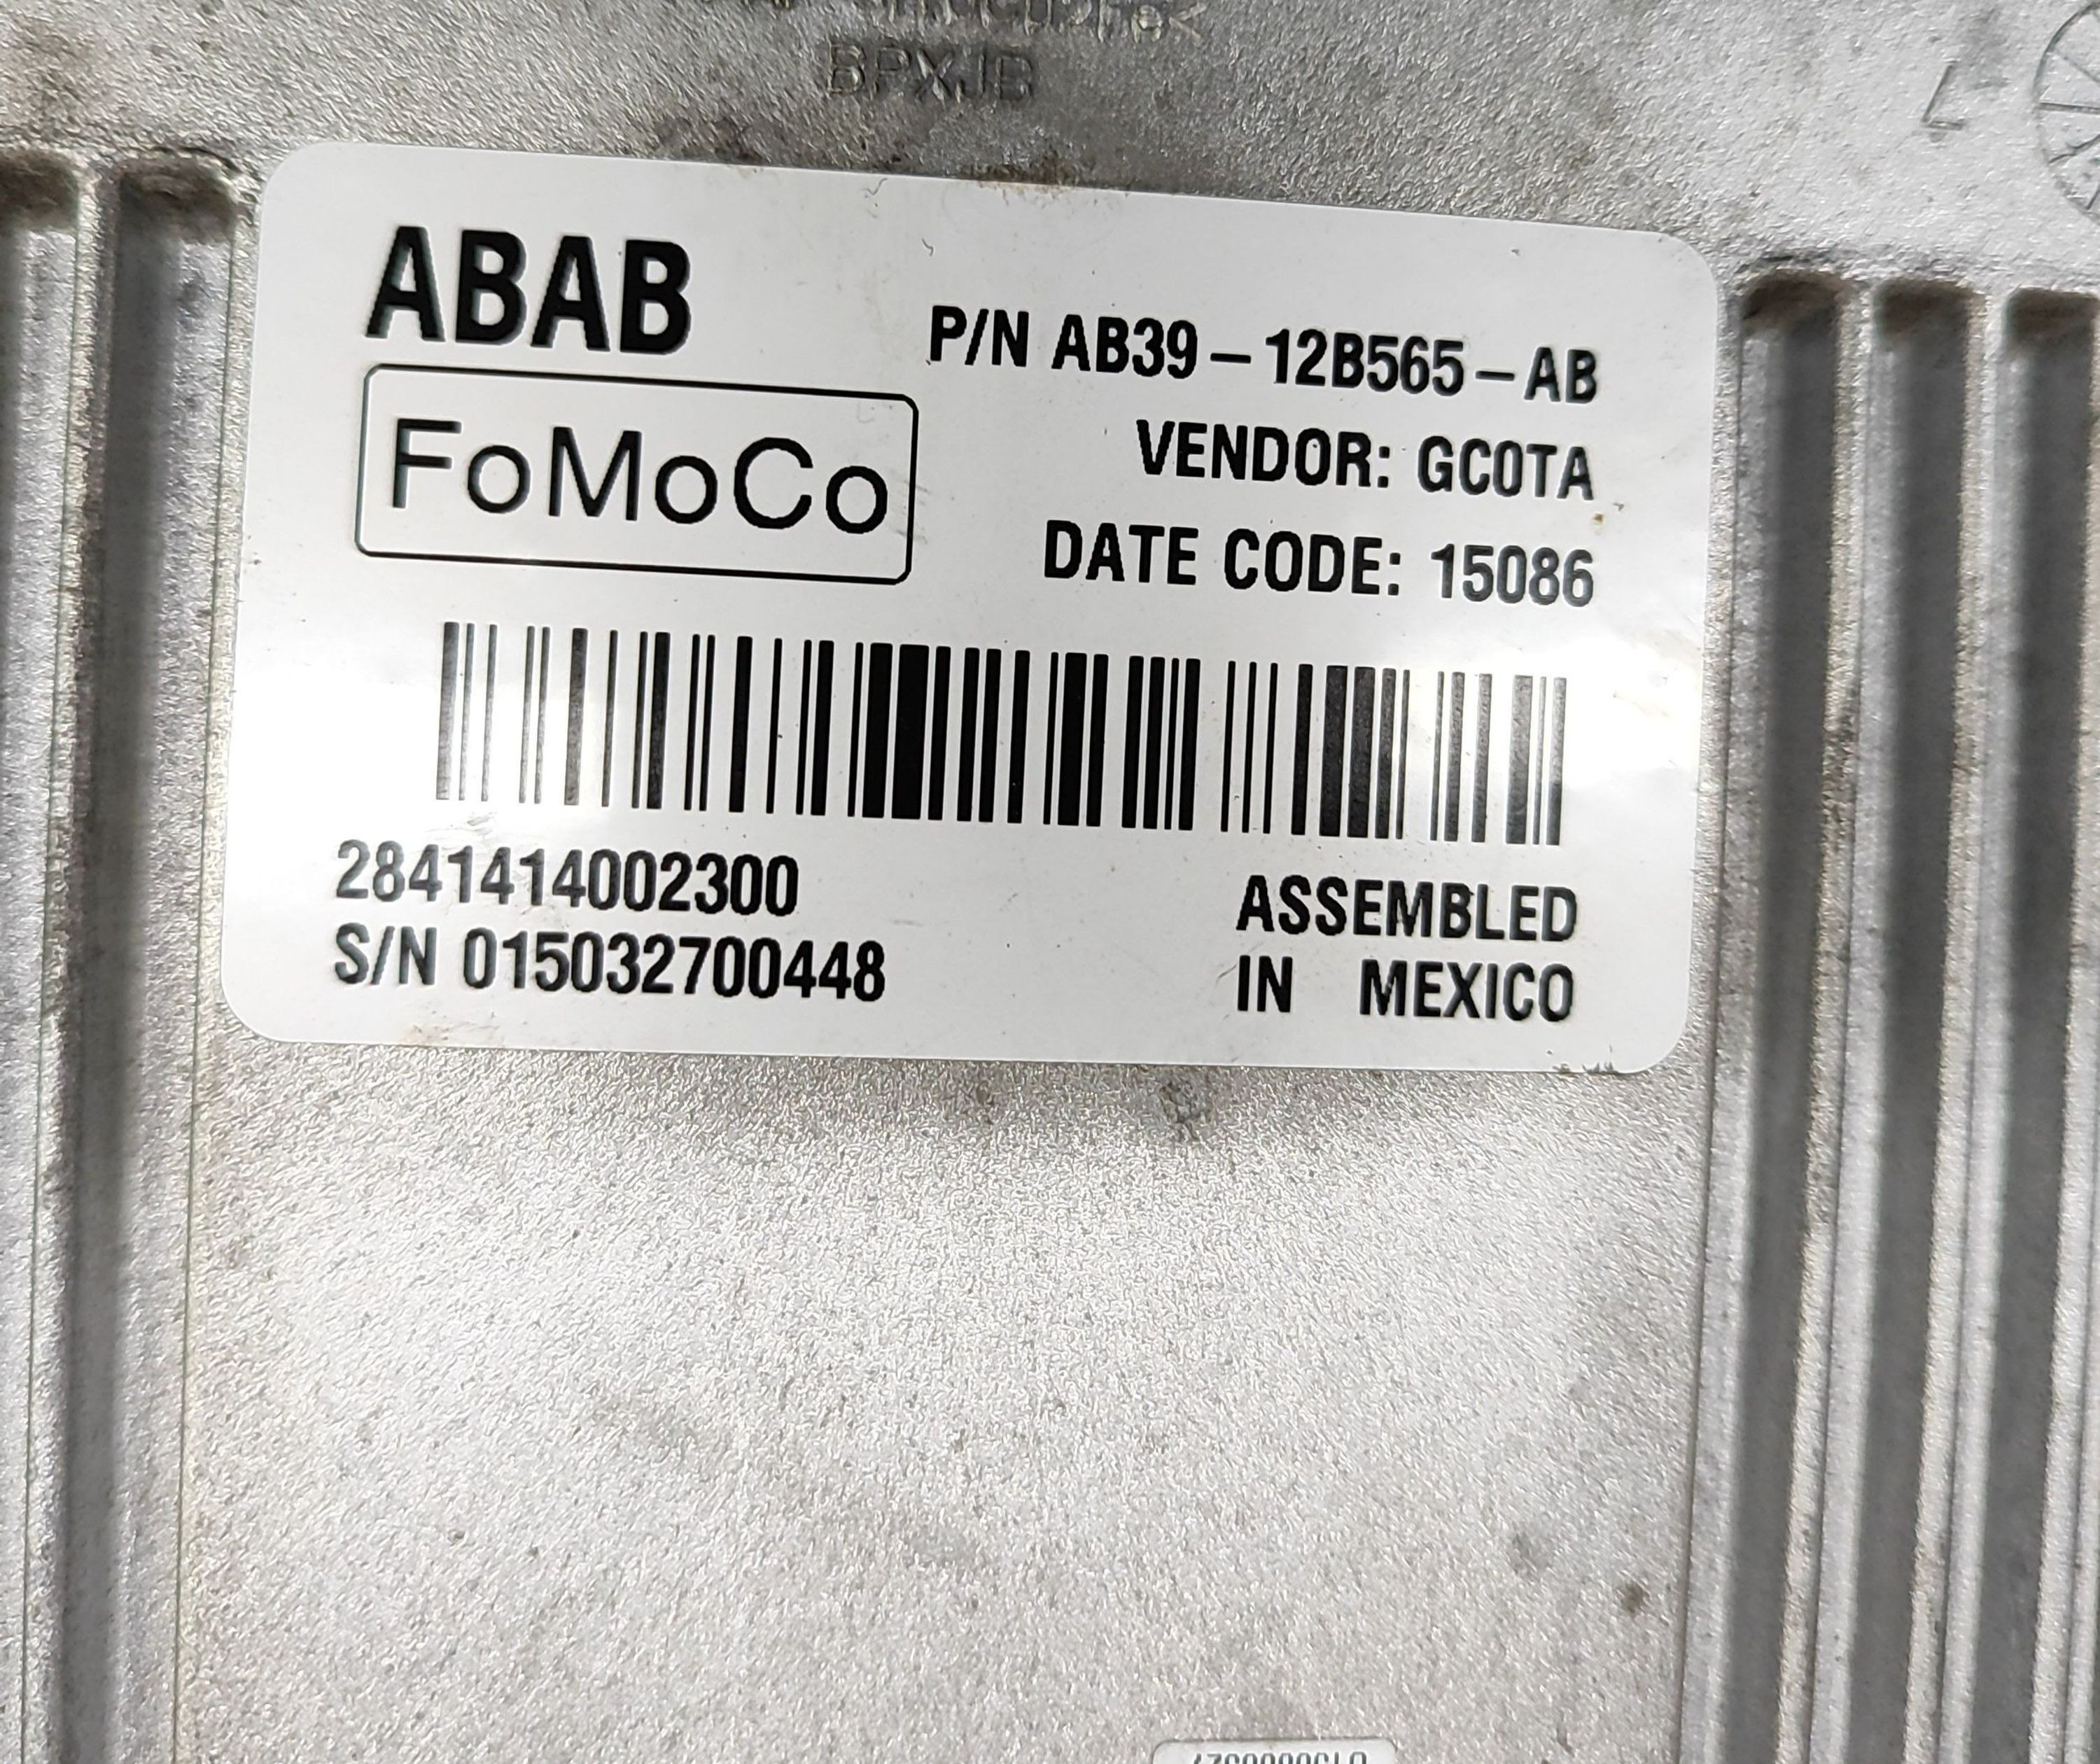 BPXJB
ABAB
P/N AB39-12B565-AB
FoMoCo
VENDOR: GC0TA
DATE CODE: 15086
2841414002300
S/N 015032700448
ASSEMBLED
IN MEXICO